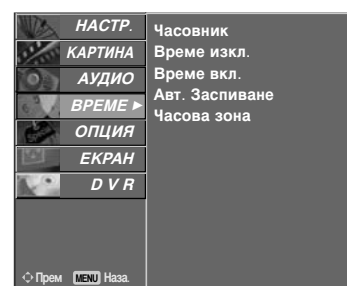 НАСТР.
КАРТИНА
АУДИО
ВРЕМЕ ►
ОПЦИЯ
ЕКРАН
D V R
Часовник
Време изкл.
Време вкл.
Авт. Заспиване
Часова зона
Прем MENU Наза.